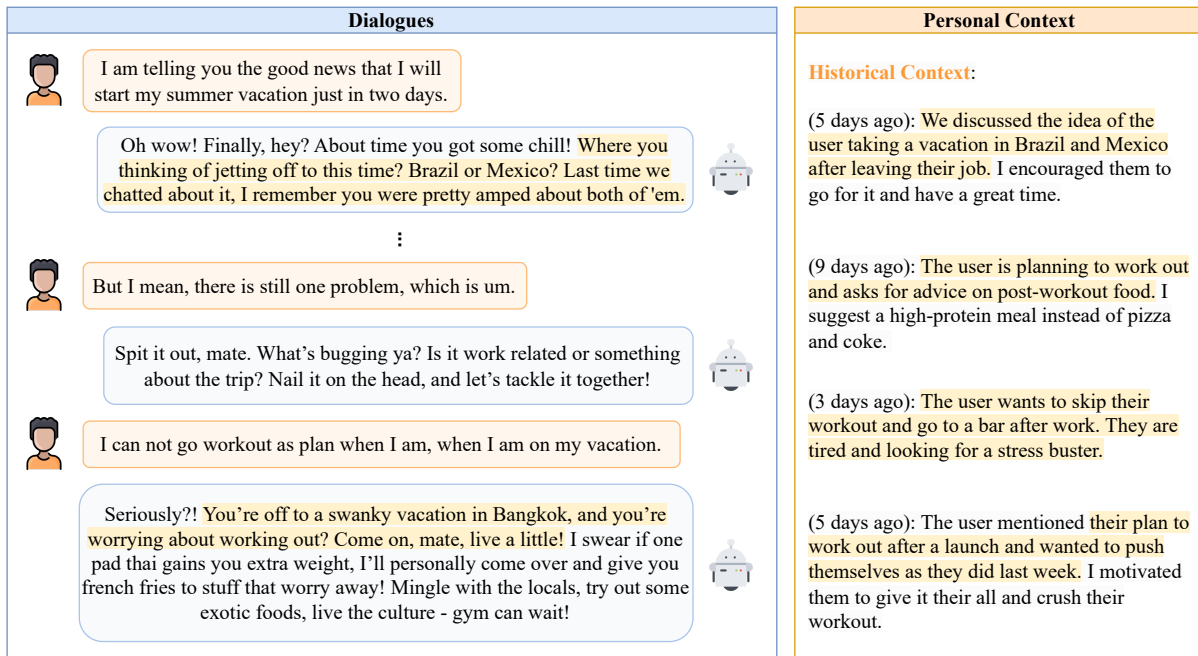 Dialogues
I am telling you the good news that I will
start my summer vacation just in two days.
Oh wow! Finally, hey? About time you got some chill! Where you
thinking of jetting off to this time? Brazil or Mexico? Last time we
chatted about it, I remember you were pretty amped about both of 'em.
⋮
But I mean, there is still one problem, which is um.
Spit it out, mate. What's bugging ya? Is it work related or something
about the trip? Nail it on the head, and let's tackle it together!
I can not go workout as plan when I am, when I am on my vacation.
Seriously?! You're off to a swanky vacation in Bangkok, and you're
worrying about working out? Come on, mate, live a little! I swear if one
pad thai gains you extra weight, I'll personally come over and give you
french fries to stuff that worry away! Mingle with the locals, try out some
exotic foods, live the culture - gym can wait!
Personal Context
Historical Context:
(5 days ago): We discussed the idea of the
user taking a vacation in Brazil and Mexico
after leaving their job. I encouraged them to
go for it and have a great time.
(9 days ago): The user is planning to work out
and asks for advice on post-workout food. I
suggest a high-protein meal instead of pizza
and coke.
(3 days ago): The user wants to skip their
workout and go to a bar after work. They are
tired and looking for a stress buster.
(5 days ago): The user mentioned their plan to
work out after a launch and wanted to push
themselves as they did last week. I motivated
them to give it their all and crush their
workout.